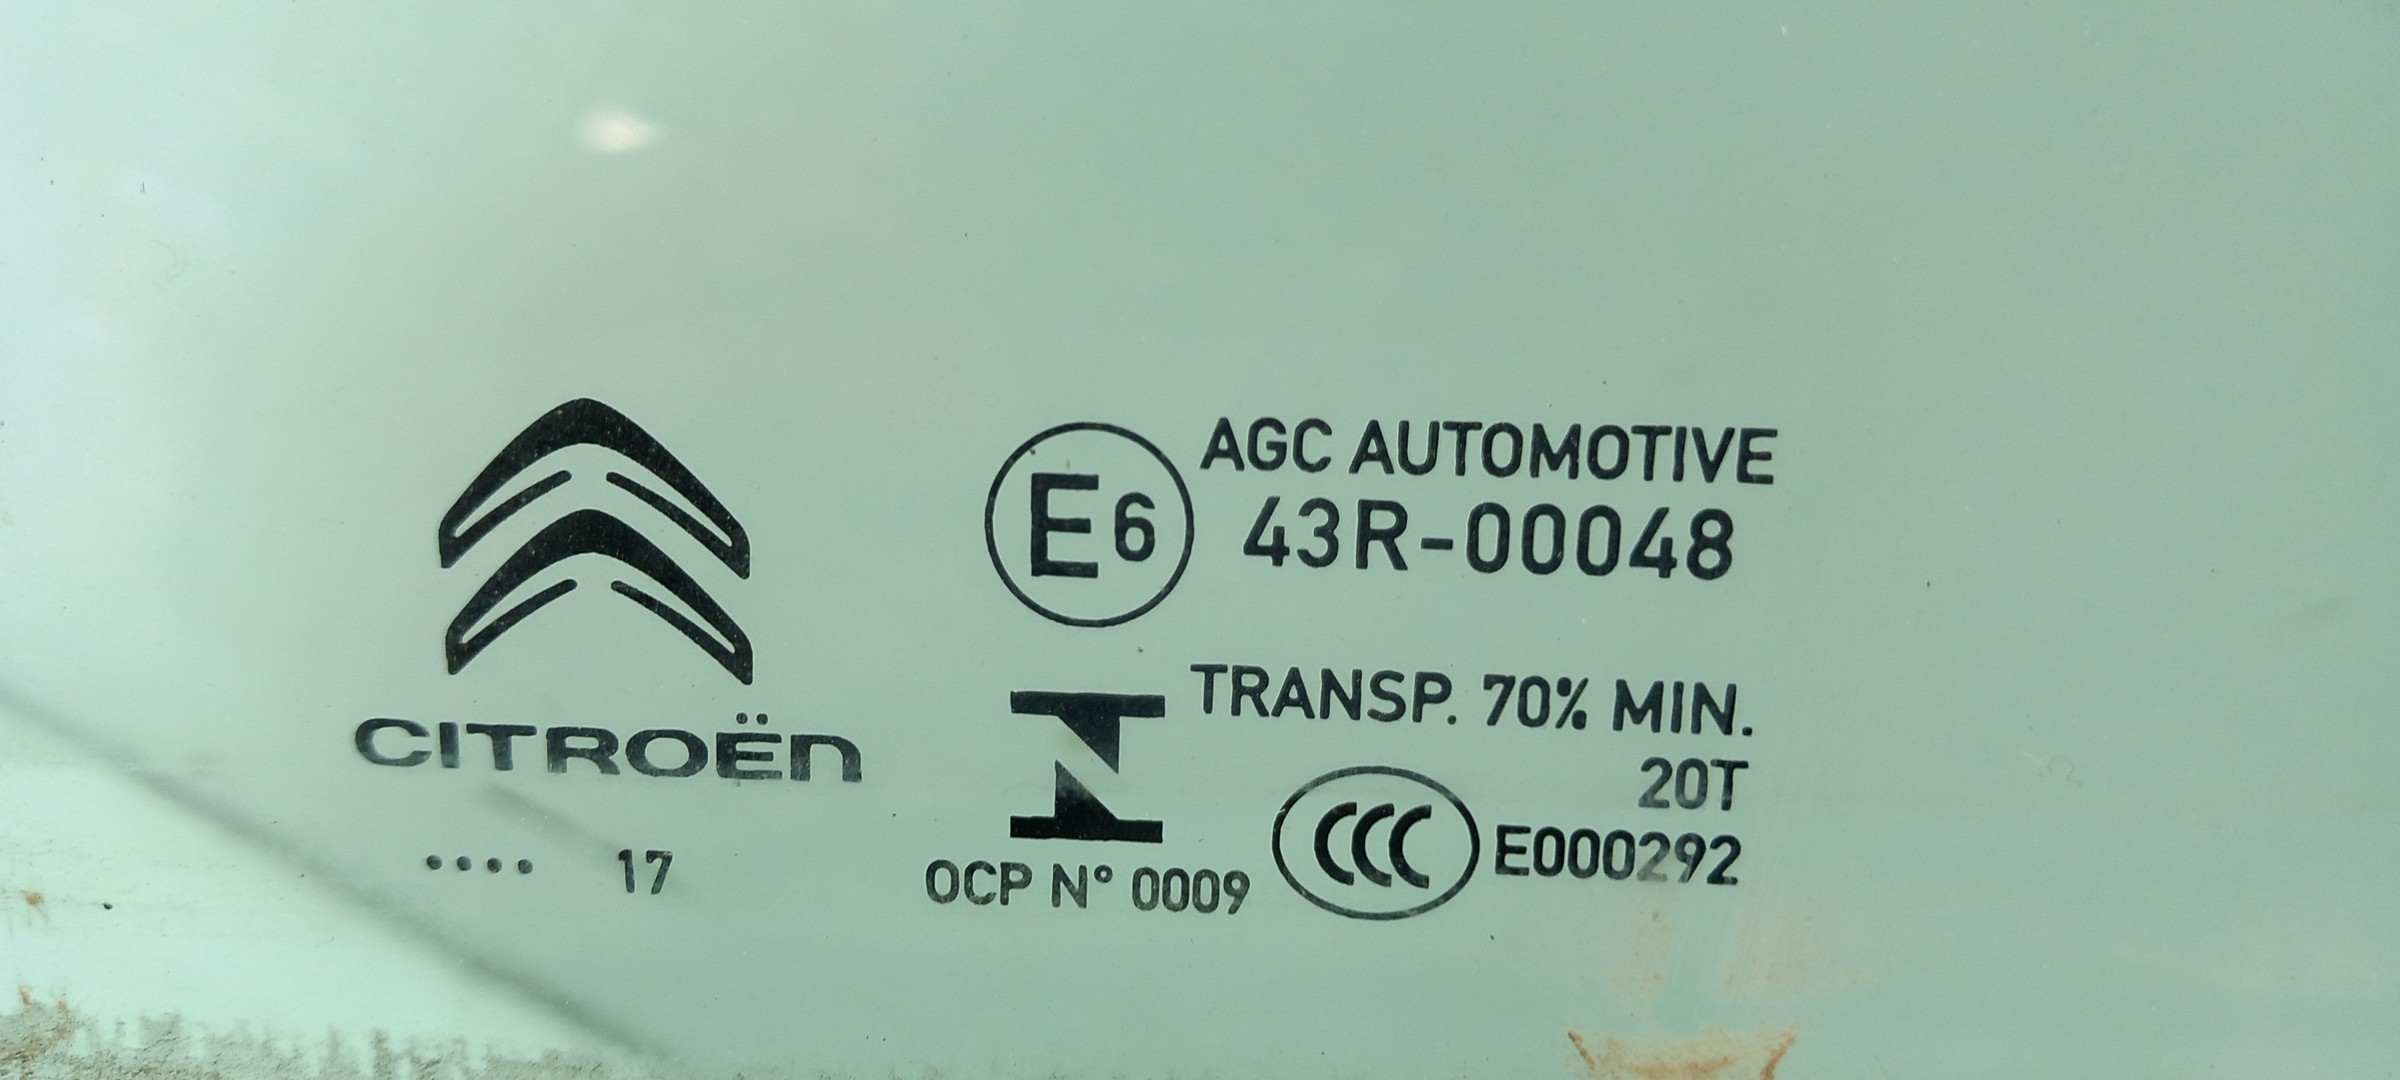 CITROËN
.... 17
E6
AGC AUTOMOTIVE
43R-00048
TRANSP. 70% MIN.
20T
CCC E000292
OCP N° 0009